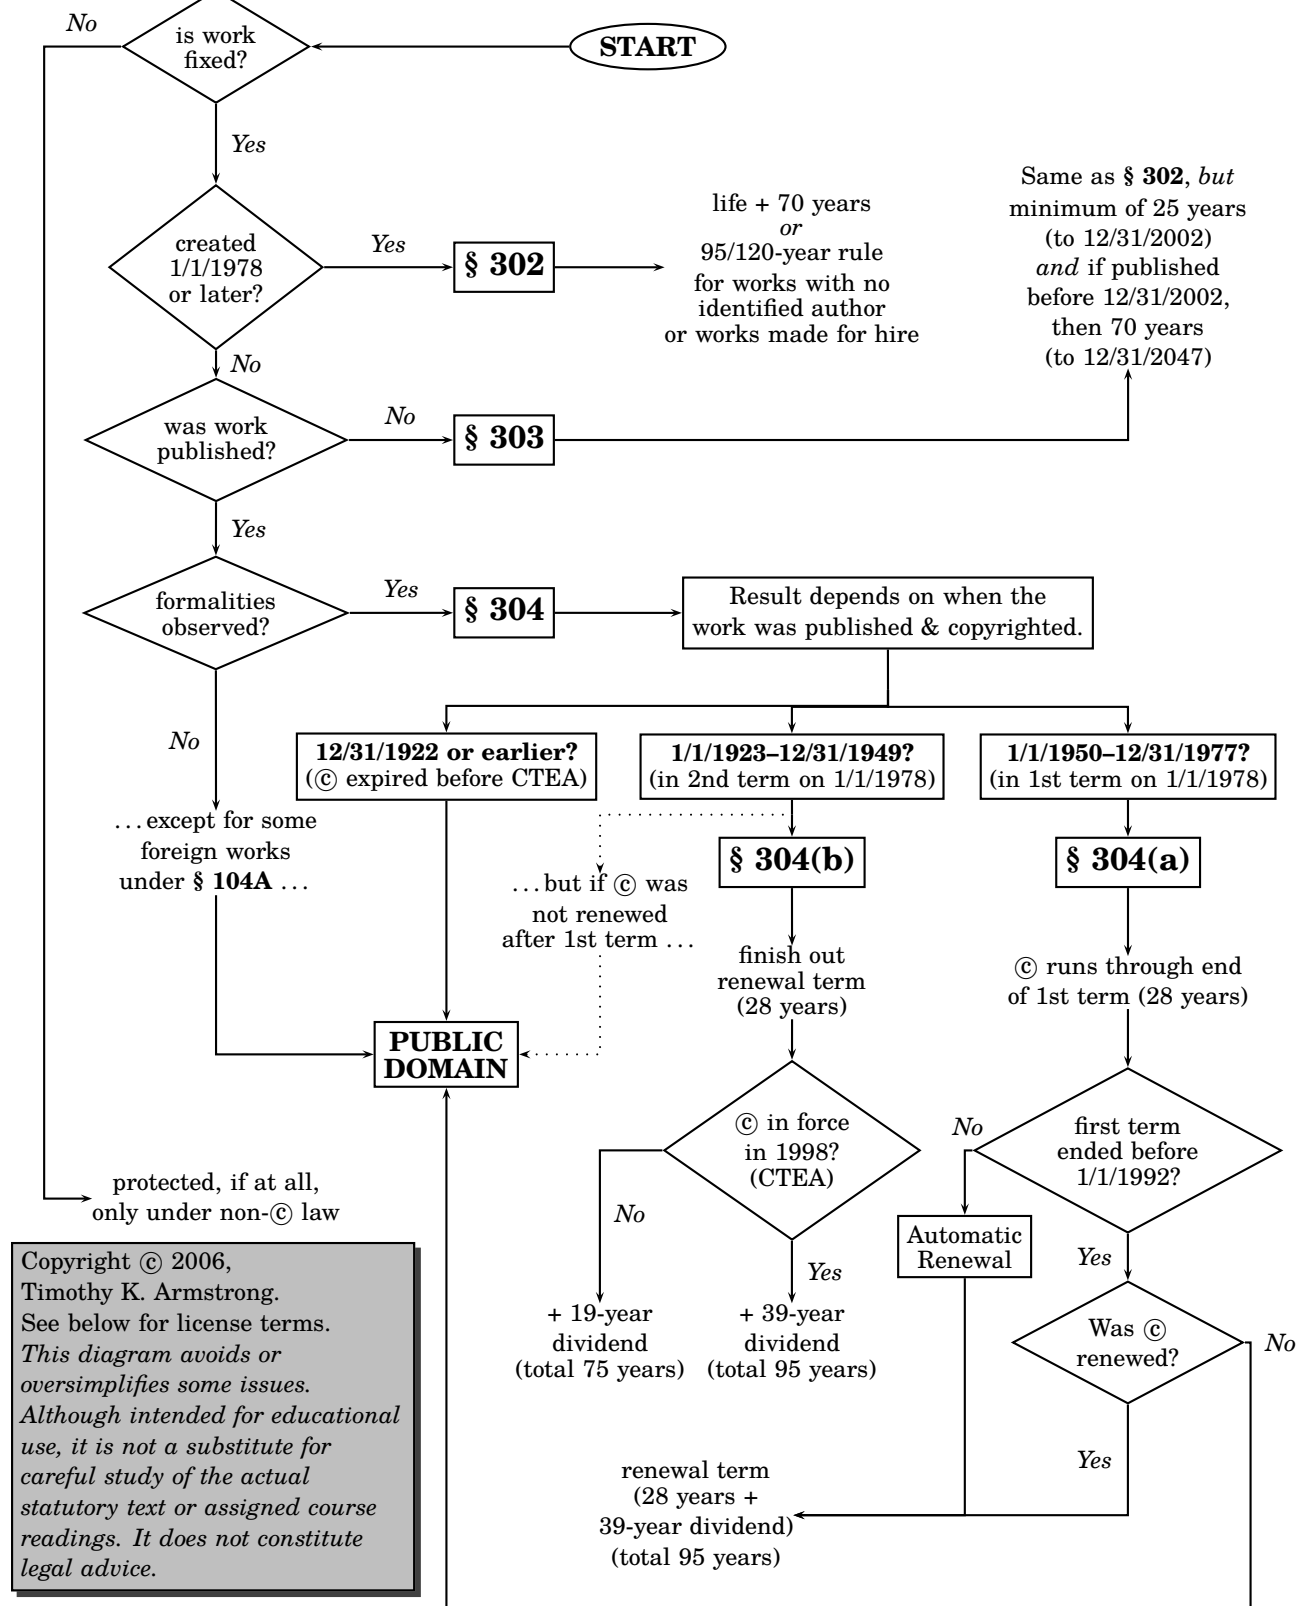 No
is work
fixed?
START
Yes
created
1/1/1978
or later?
Yes
§ 302
life + 70 years
or
95/120-year rule
for works with no
identified author
or works made for hire
Same as § 302, but
minimum of 25 years
(to 12/31/2002)
and if published
before 12/31/2002,
then 70 years
(to 12/31/2047)
No
was work
published?
No
§ 303
Yes
formalities
observed?
Yes
§ 304
Result depends on when the
work was published & copyrighted.
No
12/31/1922 or earlier?
(ⓒ expired before CTEA)
1/1/1923–12/31/1949?
(in 2nd term on 1/1/1978)
1/1/1950–12/31/1977?
(in 1st term on 1/1/1978)
...except for some
foreign works
under § 104A ...
...but if ⓒ was
not renewed
after 1st term ...
§ 304(b)
§ 304(a)
finish out
renewal term
(28 years)
ⓒ runs through end
of 1st term (28 years)
PUBLIC
DOMAIN
ⓒ in force
in 1998?
(CTEA)
No
first term
ended before
1/1/1992?
protected, if at all,
only under non-ⓒ law
No
Yes
Automatic
Renewal
Yes
+ 19-year
dividend
(total 75 years)
+ 39-year
dividend
(total 95 years)
Was ⓒ
renewed?
No
Yes
renewal term
(28 years +
39-year dividend)
(total 95 years)
Copyright ⓒ 2006,
Timothy K. Armstrong.
See below for license terms.
This diagram avoids or
oversimplifies some issues.
Although intended for educational
use, it is not a substitute for
careful study of the actual
statutory text or assigned course
readings. It does not constitute
legal advice.